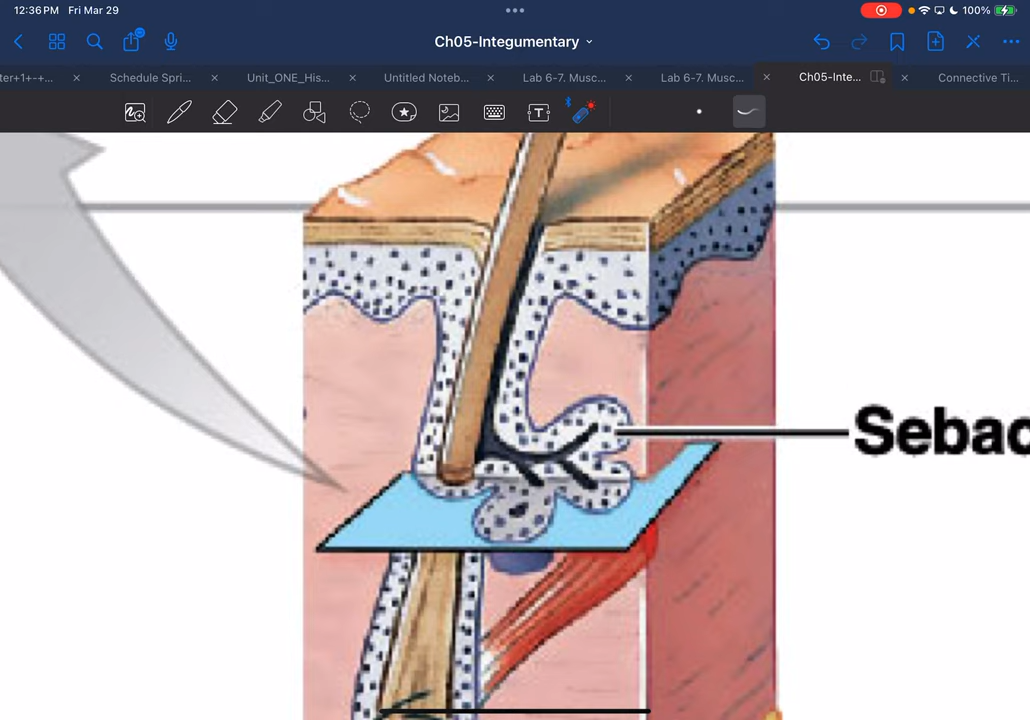 12:36 PM Fri Mar 29
100%
Ch05-Integumentary
ter+1+-+...
Schedule Spri...
Unit_ONE_His...
Untitled Noteb...
Lab 6-7. Musc...
Lab 6-7. Musc...
Ch05-Inte...
Connective Ti...
T
Sebac